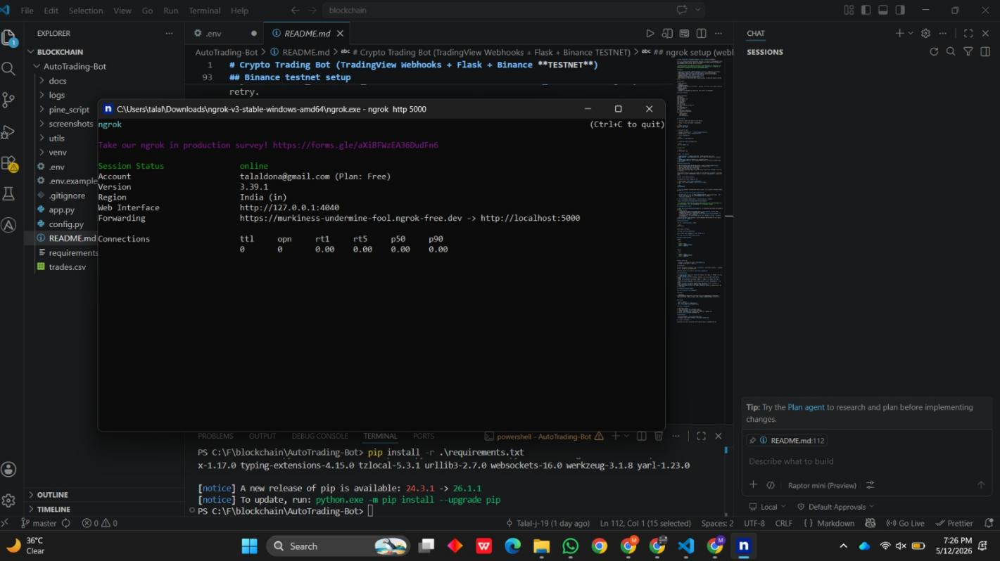 File Edit Selection View Go Run Terminal Help
blockchain
EXPLORER
BLOCKCHAIN
AutoTrading-Bot
docs
logs
pine_script
screenshots
utils
venv
.env
.env.example
.gitignore
app.py
config.py
README.md
requirements
trades.csv
OUTLINE
TIMELINE
.env
README.md
AutoTrading-Bot > README.md > # Crypto Trading Bot (TradingView Webhooks + Flask + Binance TESTNET) > ## ngrok setup (webl
1 # Crypto Trading Bot (TradingView Webhooks + Flask + Binance **TESTNET**)
93 ## Binance testnet setup
retry.
C:\Users\talal\Downloads\ngrok-v3-stable-windows-amd64\ngrok.exe - ngrok http 5000
ngrok (Ctrl+C to quit)
Take our ngrok in production survey! https://forms.gle/aXiBFWzEA36DudFn6
Session Status online
Account talaldona@gmail.com (Plan: Free)
Version 3.39.1
Region India (in)
Web Interface http://127.0.0.1:4040
Forwarding https://murkiness-undermine-fool.ngrok-free.dev -> http://localhost:5000
Connections ttl opn rt1 rt5 p50 p90
0 0 0.00 0.00 0.00 0.00
PROBLEMS OUTPUT DEBUG CONSOLE TERMINAL PORTS
powershell - AutoTrading-Bot
PS C:\F\blockchain\AutoTrading-Bot> pip install -r .\requirements.txt
x-1.17.0 typing-extensions-4.15.0 tzlocal-5.3.1 urllib3-2.7.0 websockets-16.0 werkzeug-3.1.8 yarl-1.23.0
[notice] A new release of pip is available: 24.3.1 -> 26.1.1
[notice] To update, run: python.exe -m pip install --upgrade pip
PS C:\F\blockchain\AutoTrading-Bot>
CHAT
SESSIONS
Tip: Try the Plan agent to research and plan before implementing
changes.
README.md:112
Describe what to build
Raptor mini (Preview)
Local Default Approvals
master 0 0 Talal-j-19 (1 day ago) Ln 112, Col 1 (15 selected) Spaces: 2 UTF-8 CRLF { } Markdown Go Live Prettier
36°C
Clear
Search
7:26 PM
5/12/2026